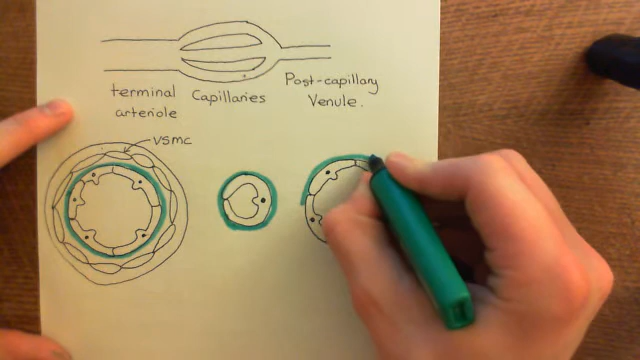 terminal
arteriole
Capillaries
Post-capillary
Venule.
vsmc